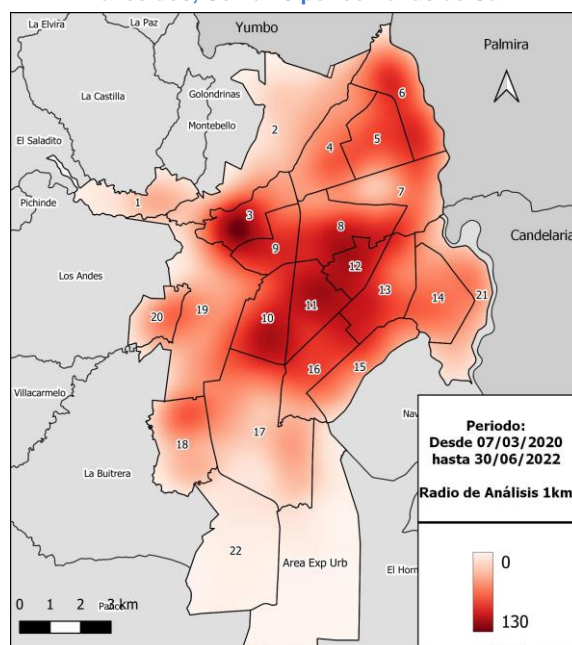 La Elvira
La Paz
Yumbo
Palmira
La Castilla
Golondrinas
Montebello
El Saladito
Pichinde
Los Andes
Villacarmelo
La Buitrera
Candelaria
Nav
El Horm
Area Exp Urb
1
2
3
4
5
6
7
8
9
10
11
12
13
14
15
16
17
18
19
20
21
22
Periodo:
Desde 07/03/2020
hasta 30/06/2022
Radio de Análisis 1km
0
130
0 1 2 3 km